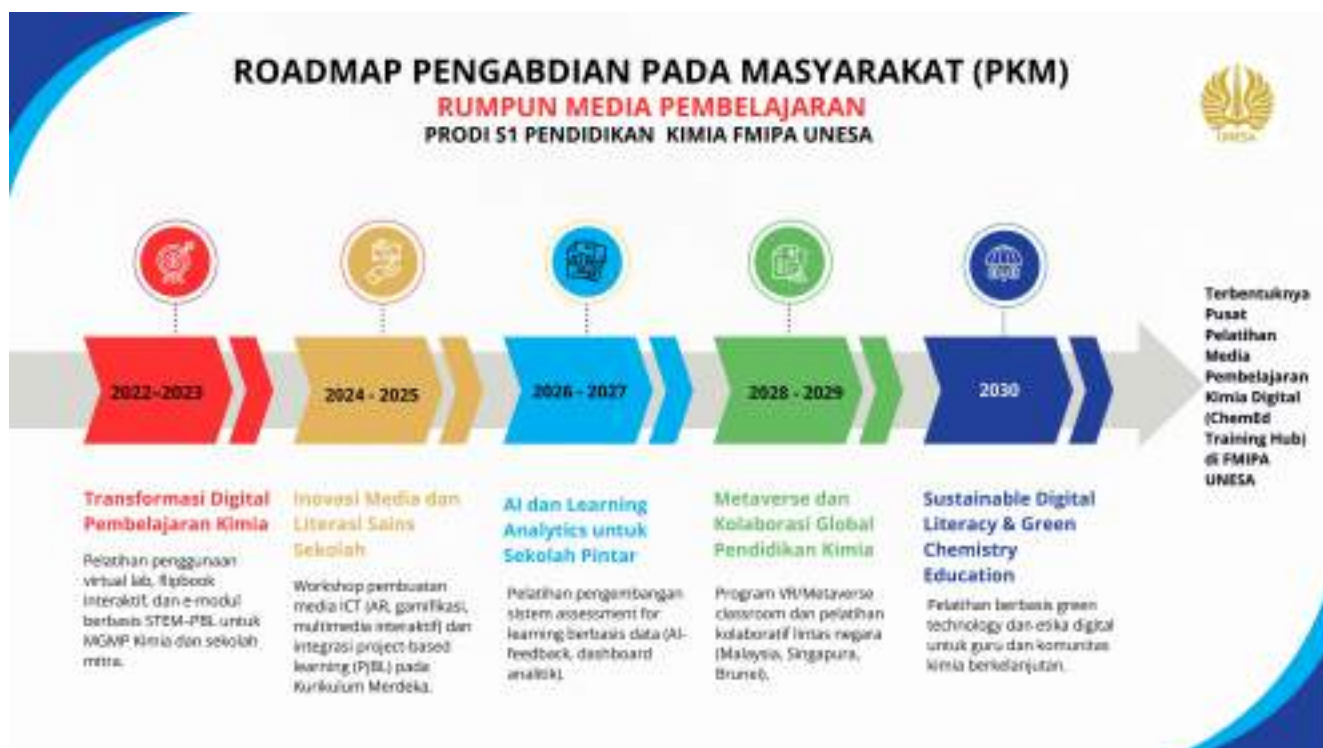 ROADMAP PENGABDIAN PADA MASYARAKAT (PKM)
RUMPUN MEDIA PEMBELAJARAN
PRODI S1 PENDIDIKAN KIMIA FMIPA UNESA
UNESA
2022-2023
Transformasi Digital
Pembelajaran Kimia
Pelatihan penggunaan
virtual lab, flipbook
interaktif, dan e-modul
berbasis STEM-PBL untuk
MGMP Kimia dan sekolah
mitra.
2024 - 2025
Inovasi Media dan
Literasi Sains
Sekolah
Workshop pembuatan
media ICT (AR, gamifikasi,
multimedia interaktif) dan
integrasi project-based
learning (PjBL) pada
Kurikulum Merdeka.
2026 - 2027
AI dan Learning
Analytics untuk
Sekolah Pintar
Pelatihan pengembangan
sistem assessment for
learning berbasis data (AI-
feedback, dashboard
analitik).
2028 - 2029
Metaverse dan
Kolaborasi Global
Pendidikan Kimia
Program VR/Metaverse
classroom dan pelatihan
kolaboratif lintas negara
(Malaysia, Singapura,
Brunei).
2030
Sustainable Digital
Literacy & Green
Chemistry
Education
Pelatihan berbasis green
technology dan etika digital
untuk guru dan komunitas
kimia berkelanjutan.
Terbentuknya
Pusat
Pelatihan
Media
Pembelajaran
Kimia Digital
(ChemEd
Training Hub)
di FMIPA
UNESA